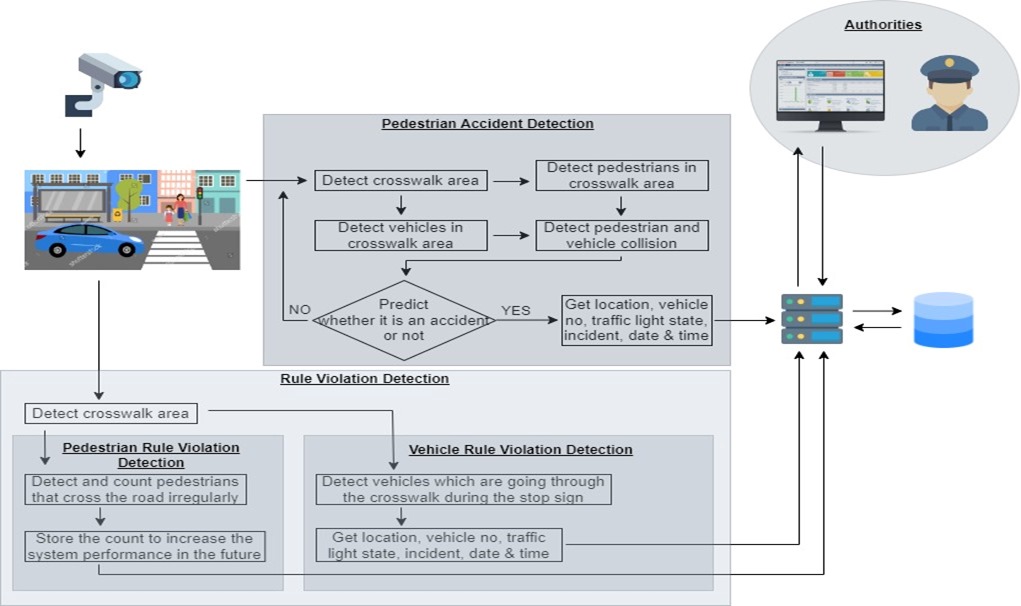 Authorities
Pedestrian Accident Detection
Detect crosswalk area
Detect pedestrians in
crosswalk area
Detect vehicles in
crosswalk area
Detect pedestrian and
vehicle collision
Predict
whether it is an accident
or not
NO
YES
Get location, vehicle
no, traffic light state,
incident, date & time
Rule Violation Detection
Detect crosswalk area
Pedestrian Rule Violation
Detection
Detect and count pedestrians
that cross the road irregularly
Store the count to increase the
system performance in the future
Vehicle Rule Violation Detection
Detect vehicles which are going through
the crosswalk during the stop sign
Get location, vehicle no, traffic
light state, incident, date & time